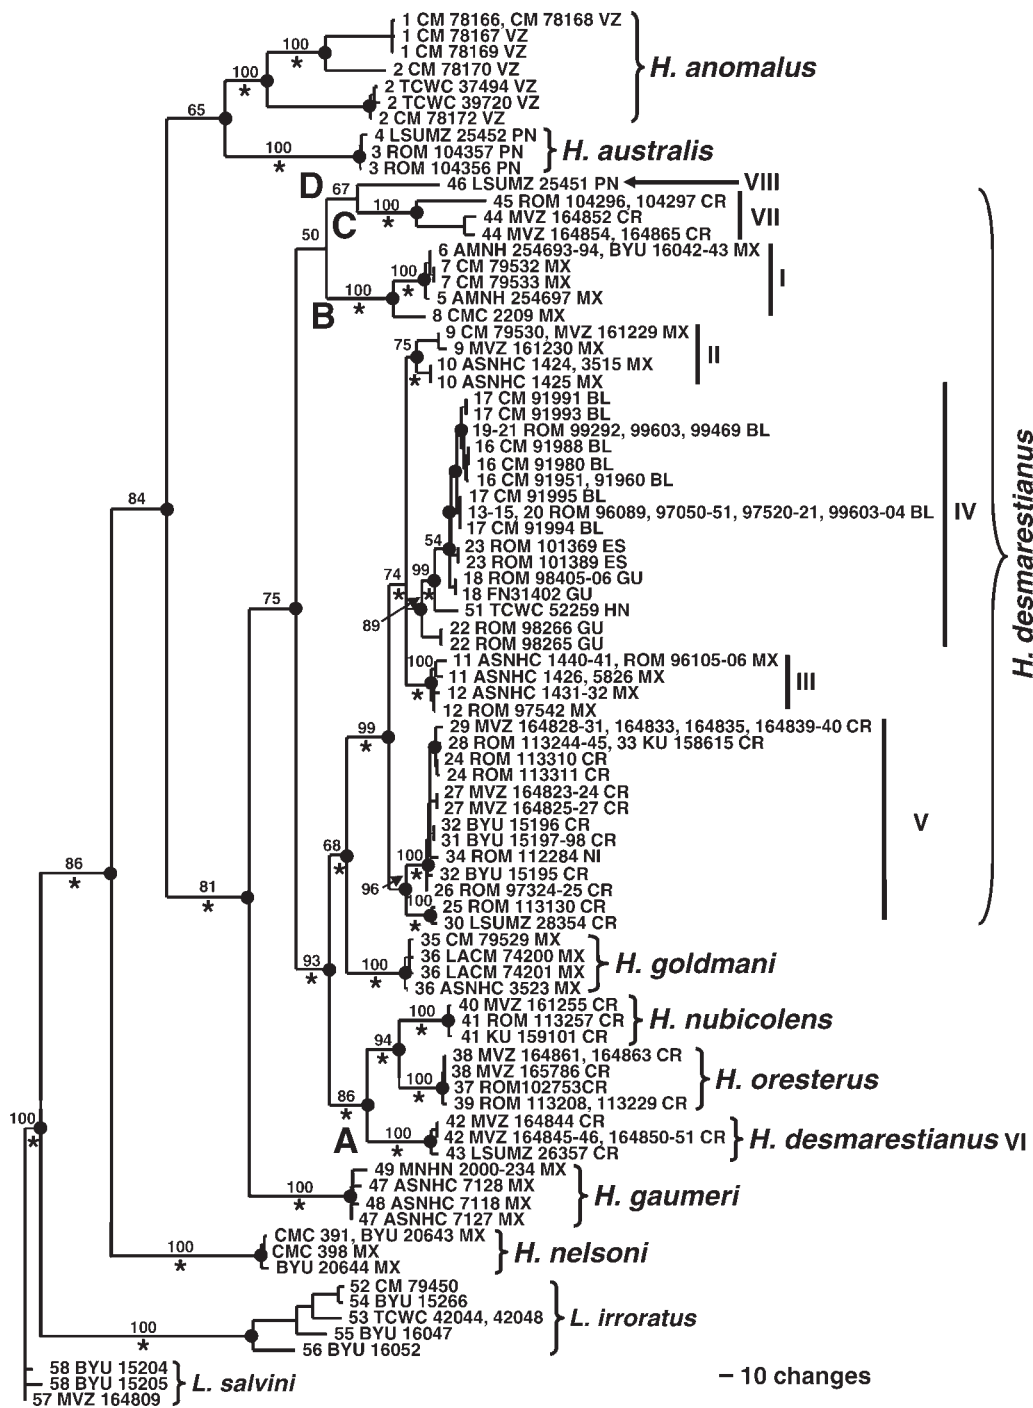 1 CM 78166, CM 78168 VZ
1 CM 78167 VZ
100
1 CM 78169 VZ
*
H. anomalus
100
2 CM 78170 VZ
*
2 TCWC 37494 VZ
2 TCWC 39720 VZ
65
2 CM 78172 VZ
4 LSUMZ 25452 PN
100
3 ROM 104357 PN
H. australis
*
3 ROM 104356 PN
D
67
46 LSUMZ 25451 PN
VIII
45 ROM 104296, 104297 CR
100
*
C
44 MVZ 164852 CR
VII
44 MVZ 164854, 164865 CR
50
6 AMNH 254693-94, BYU 16042-43 MX
7 CM 79532 MX
100
*
7 CM 79533 MX
I
100
*
5 AMNH 254697 MX
B
8 CMC 2209 MX
9 CM 79530, MVZ 161229 MX
75
9 MVZ 161230 MX
II
10 ASNHC 1424, 3515 MX
*
10 ASNHC 1425 MX
17 CM 91991 BL
17 CM 91993 BL
19-21 ROM 99292, 99603, 99469 BL
16 CM 91988 BL
16 CM 91980 BL
16 CM 91951, 91960 BL
17 CM 91995 BL
84
13-15, 20 ROM 96089, 97050-51, 97520-21, 99603-04 BL
IV
17 CM 91994 BL
54
23 ROM 101369 ES
23 ROM 101389 ES
H. desmarestianus
74
*
99
*
18 ROM 98405-06 GU
18 FN31402 GU
75
51 TCWC 52259 HN
89
22 ROM 98266 GU
22 ROM 98265 GU
100
*
11 ASNHC 1440-41, ROM 96105-06 MX
11 ASNHC 1426, 5826 MX
III
12 ASNHC 1431-32 MX
12 ROM 97542 MX
29 MVZ 164828-31, 164833, 164835, 164839-40 CR
99
*
28 ROM 113244-45, 33 KU 158615 CR
24 ROM 113310 CR
24 ROM 113311 CR
27 MVZ 164823-24 CR
27 MVZ 164825-27 CR
V
32 BYU 15196 CR
31 BYU 15197-98 CR
68
*
100
*
34 ROM 112284 NI
86
*
32 BYU 15195 CR
81
*
96
26 ROM 97324-25 CR
100
*
25 ROM 113130 CR
30 LSUMZ 28354 CR
35 CM 79529 MX
93
*
100
*
36 LACM 74200 MX
H. goldmani
36 LACM 74201 MX
36 ASNHC 3523 MX
40 MVZ 161255 CR
100
*
41 ROM 113257 CR
H. nubicolens
41 KU 159101 CR
94
*
38 MVZ 164861, 164863 CR
38 MVZ 165786 CR
100
*
37 ROM102753CR
H. oresterus
86
*
39 ROM 113208, 113229 CR
42 MVZ 164844 CR
100
*
A
100
*
42 MVZ 164845-46, 164850-51 CR
H. desmarestianus VI
43 LSUMZ 26357 CR
49 MNHN 2000-234 MX
47 ASNHC 7128 MX
100
*
48 ASNHC 7118 MX
H. gaumeri
47 ASNHC 7127 MX
CMC 391, BYU 20643 MX
100
*
CMC 398 MX
H. nelsoni
BYU 20644 MX
52 CM 79450
54 BYU 15266
53 TCWC 42044, 42048
L. irroratus
100
*
55 BYU 16047
56 BYU 16052
58 BYU 15204
58 BYU 15205
L. salvini
57 MVZ 164809
10 changes